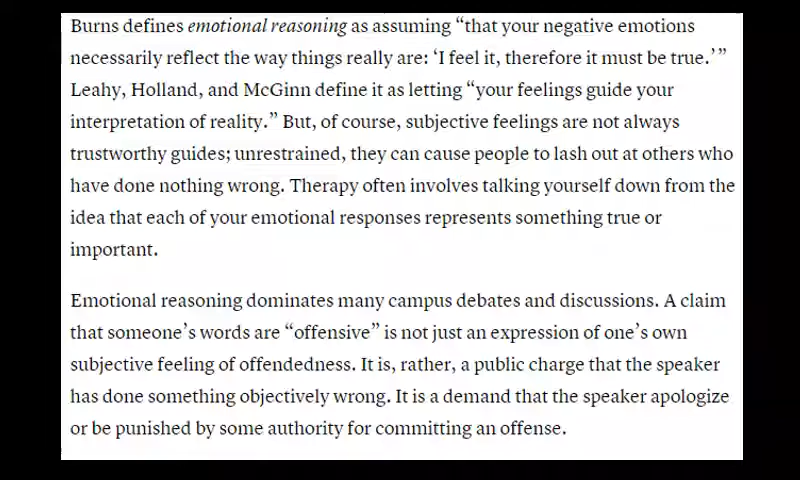 Burns defines emotional reasoning as assuming “that your negative emotions
necessarily reflect the way things really are: ‘I feel it, therefore it must be true.’”
Leahy, Holland, and McGinn define it as letting “your feelings guide your
interpretation of reality.” But, of course, subjective feelings are not always
trustworthy guides; unrestrained, they can cause people to lash out at others who
have done nothing wrong. Therapy often involves talking yourself down from the
idea that each of your emotional responses represents something true or
important.
Emotional reasoning dominates many campus debates and discussions. A claim
that someone’s words are “offensive” is not just an expression of one’s own
subjective feeling of offendedness. It is, rather, a public charge that the speaker
has done something objectively wrong. It is a demand that the speaker apologize
or be punished by some authority for committing an offense.